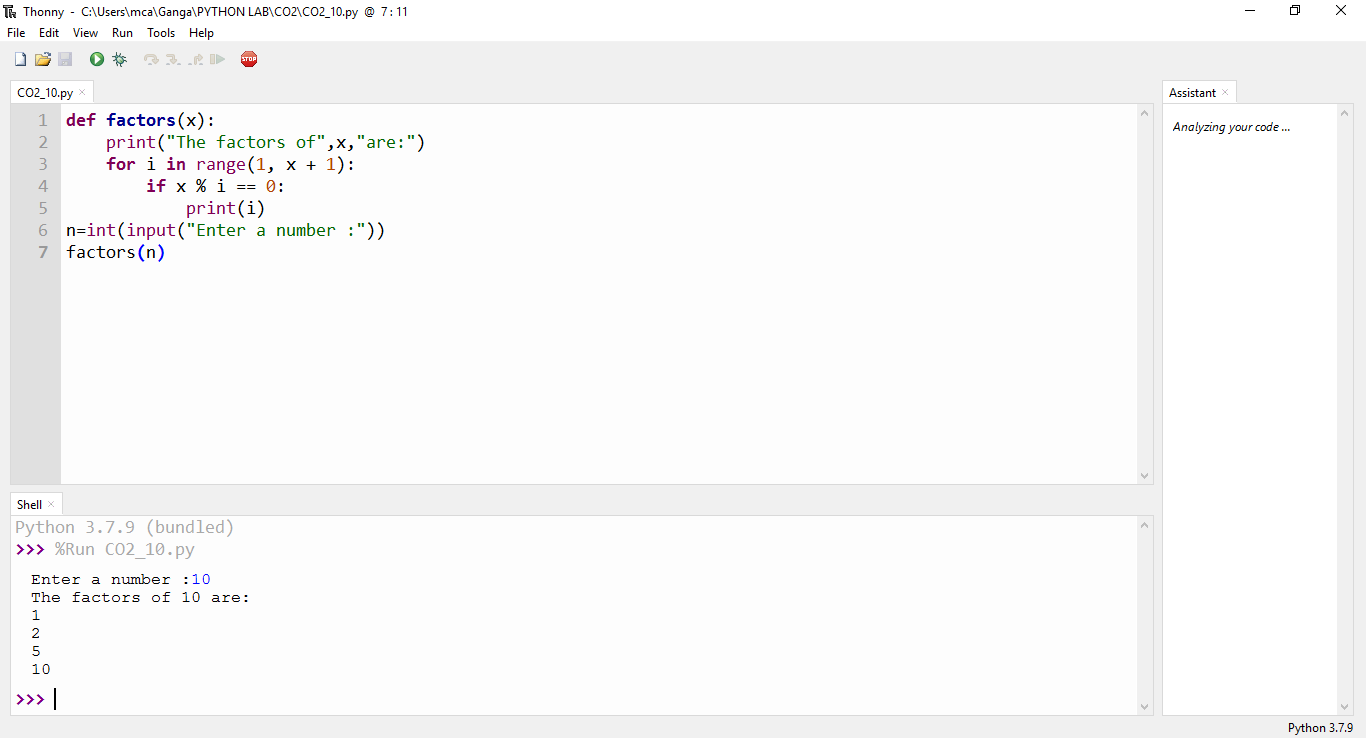 Thonny - C:\Users\mca\Ganga\PYTHON LAB\CO2\CO2_10.py @ 7:11
File Edit View Run Tools Help
STOP
CO2_10.py
Assistant
1 def factors(x):
2     print("The factors of",x,"are:")
3     for i in range(1, x + 1):
4         if x % i == 0:
5             print(i)
6 n=int(input("Enter a number :"))
7 factors(n)
Analyzing your code ...
Shell
Python 3.7.9 (bundled)
>>> %Run CO2_10.py
Enter a number :10
The factors of 10 are:
1
2
5
10
>>>
Python 3.7.9